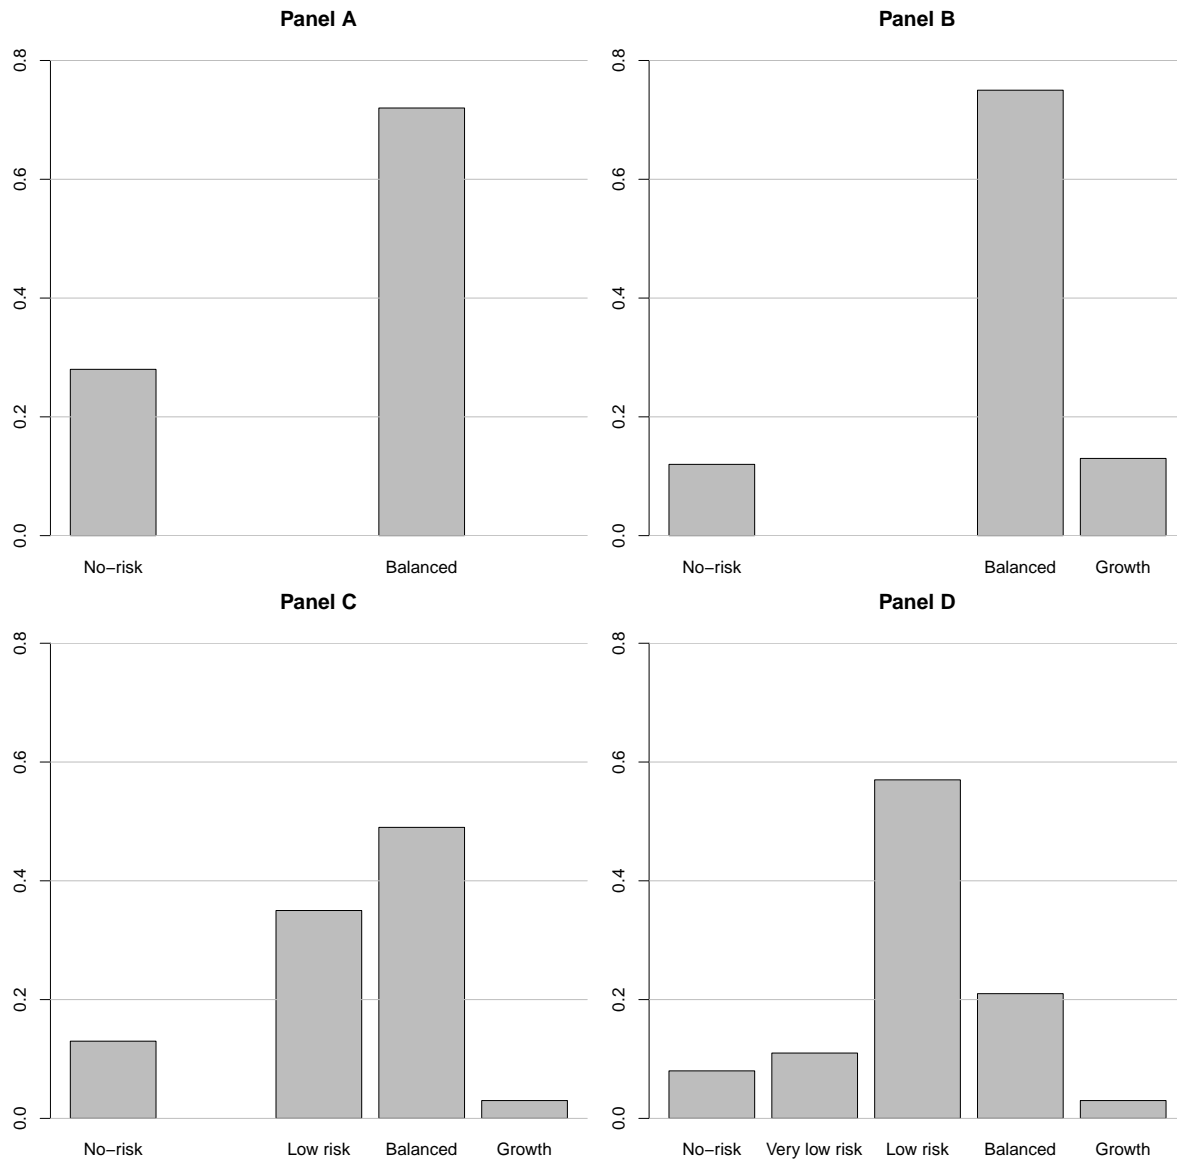 Panel A
0.8
0.6
0.4
0.2
0.0
No−risk Balanced
Panel B
0.8
0.6
0.4
0.2
0.0
No−risk Balanced Growth
Panel C
0.8
0.6
0.4
0.2
0.0
No−risk Low risk Balanced Growth
Panel D
0.8
0.6
0.4
0.2
0.0
No−risk Very low risk Low risk Balanced Growth